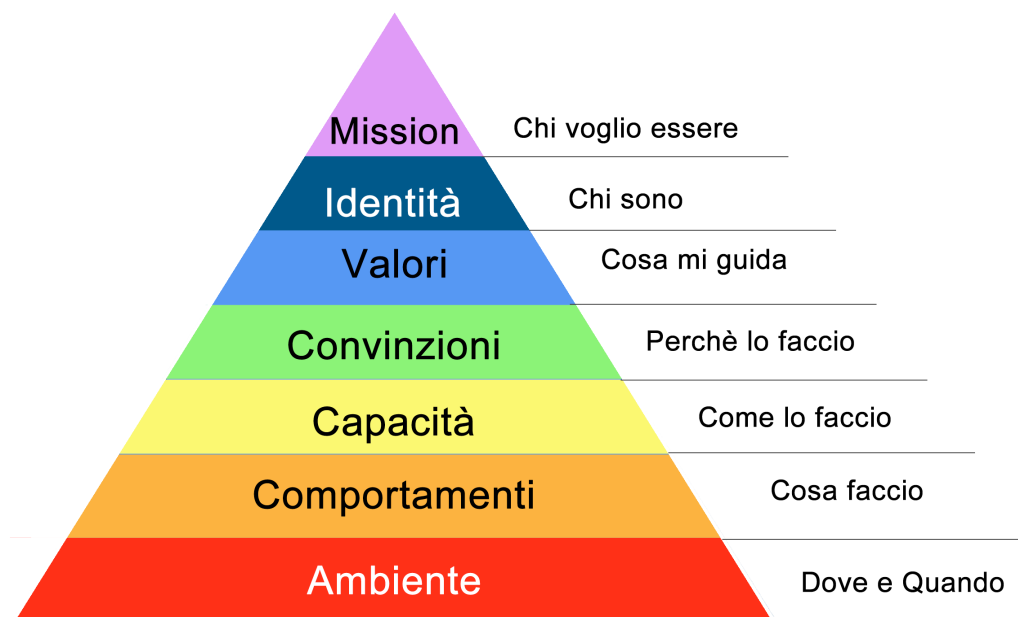 Mission
Chi voglio essere
Identità
Chi sono
Valori
Cosa mi guida
Convinzioni
Perchè lo faccio
Capacità
Come lo faccio
Comportamenti
Cosa faccio
Ambiente
Dove e Quando